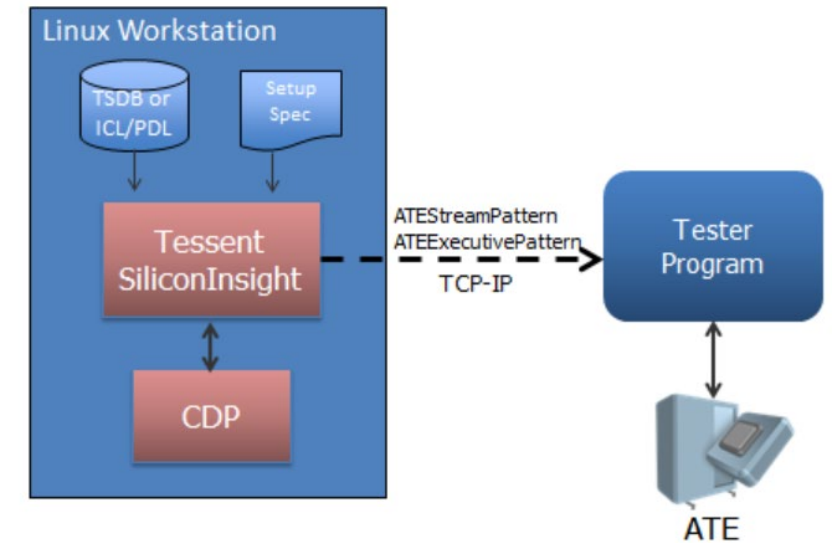 Linux Workstation
TSDB or
ICL/PDL
Setup
Spec
Tessent
SiliconInsight
CDP
ATEStreamPattern
ATEExecutivePattern
TCP-IP
Tester
Program
ATE